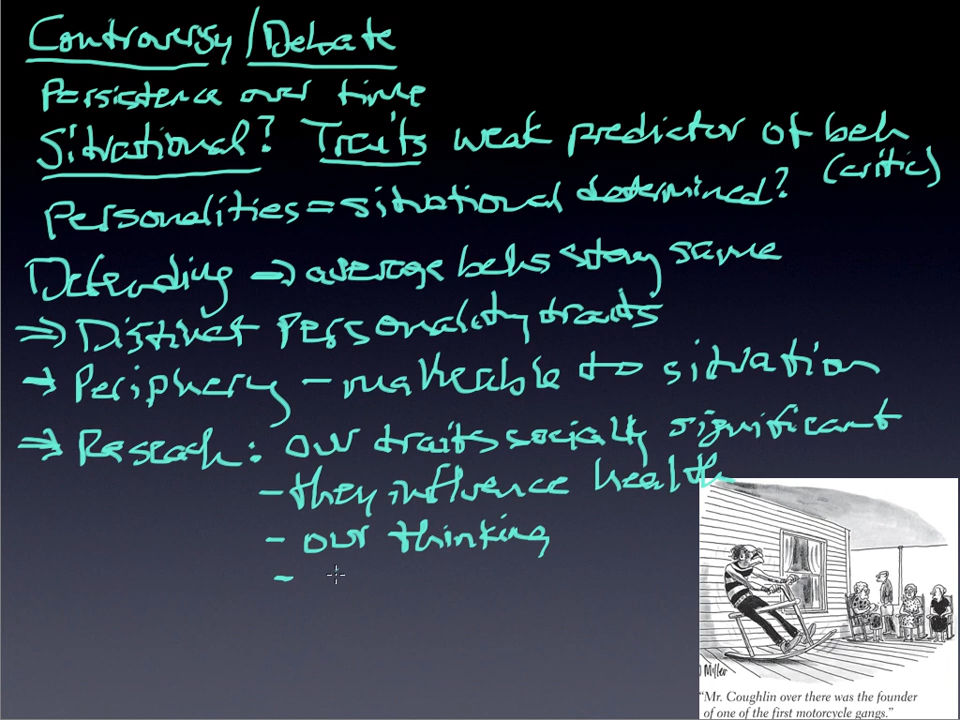 Controversy / Debate
Persistence over time
Situational? Traits weak predictor of beh
(critic)
Personalities = situational determined?
Defending → average behs stay same
⇒ Distinct personality traits
→ Periphery - malleable to situation
⇒ Reseach: our traits socially significant
- they influence health
- our thinking
-
Miller
"Mr. Coughlin over there was the founder
of one of the first motorcycle gangs."